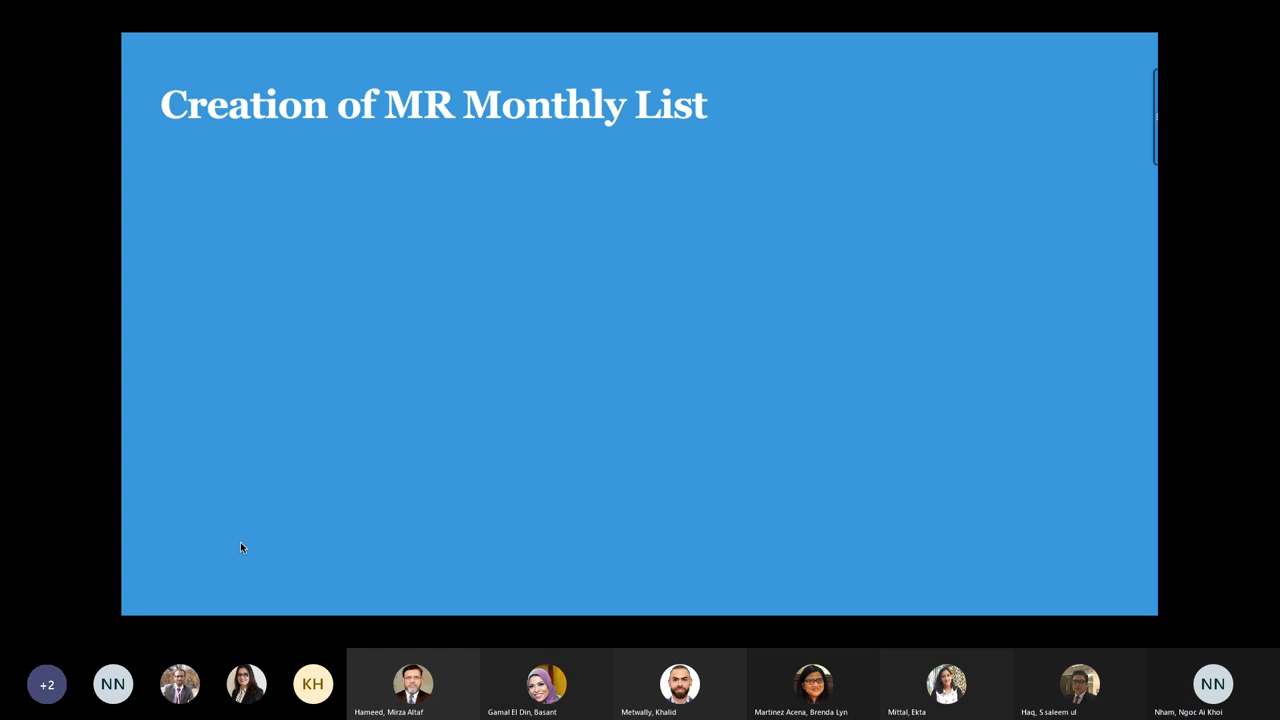 Creation of MR Monthly List
+2
NN
KH
Hameed, Mirza Altaf
Gamal El Din, Basant
Metwally, Khalid
Martinez Acena, Brenda Lyn
Mittal, Ekta
Haq, S saleem ul
NN
Nham, Ngoc Ai Khoi